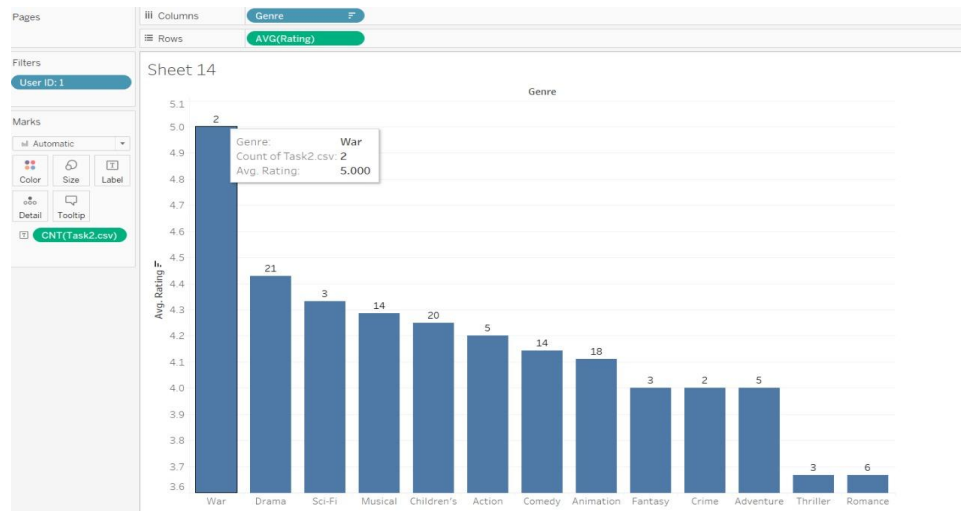 Pages
iii Columns
Genre
Rows
AVG(Rating)
Filters
User ID: 1
Marks
Automatic
Color
Size
Label
Detail
Tooltip
CNT(Task2.csv)
Sheet 14
Genre
Avg. Rating
5.1
5.0
4.9
4.8
4.7
4.6
4.5
4.4
4.3
4.2
4.1
4.0
3.9
3.8
3.7
3.6
2
21
3
14
20
5
14
18
3
2
5
3
6
Genre: War
Count of Task2.csv: 2
Avg. Rating: 5.000
War Drama Sci-Fi Musical Children's Action Comedy Animation Fantasy Crime Adventure Thriller Romance